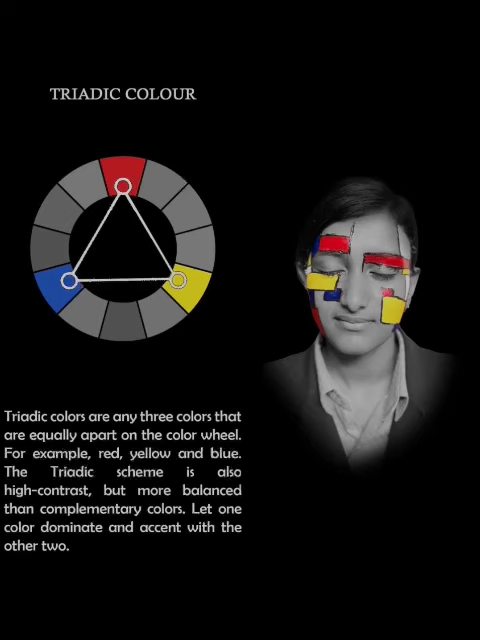 TRIADIC COLOUR
Triadic colors are any three colors that
are equally apart on the color wheel.
For example, red, yellow and blue.
The Triadic scheme is also
high-contrast, but more balanced
than complementary colors. Let one
color dominate and accent with the
other two.